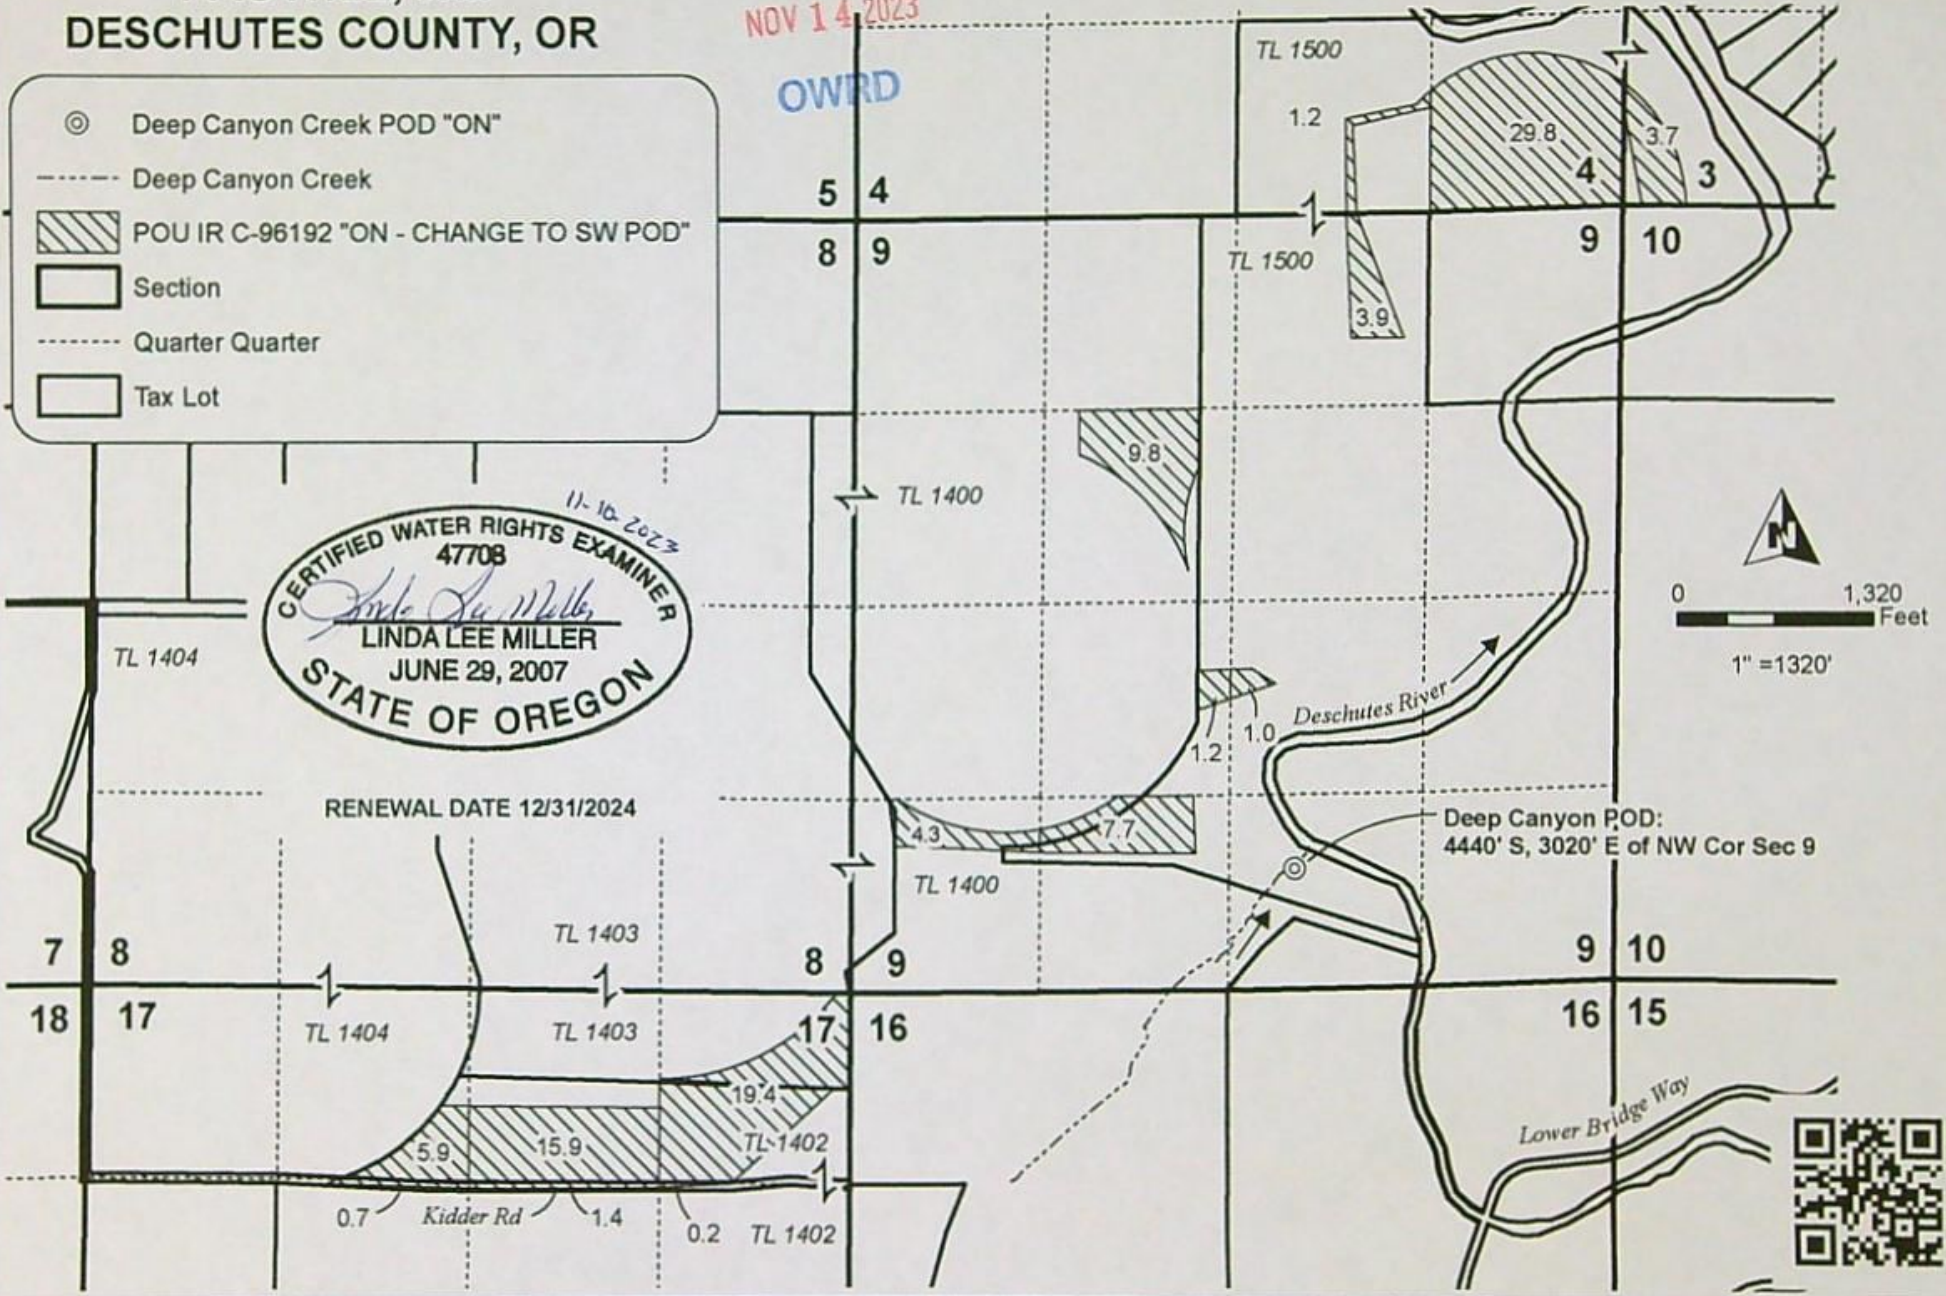 DESCHUTES COUNTY, OR
NOV 14 2023
OWRD
Deep Canyon Creek POD "ON"
Deep Canyon Creek
POU IR C-96192 "ON - CHANGE TO SW POD"
Section
Quarter Quarter
Tax Lot
TL 1500
1.2
29.8
3.7
5 4
4 3
8 9
9 10
TL 1500
3.9
9.8
TL 1400
11-10-2023
CERTIFIED WATER RIGHTS EXAMINER
47708
Linda Lee Miller
LINDA LEE MILLER
JUNE 29, 2007
STATE OF OREGON
RENEWAL DATE 12/31/2024
TL 1404
N
0 1,320
Feet
1" =1320'
1.0
1.2
Deschutes River
4.3
7.7
Deep Canyon POD:
4440' S, 3020' E of NW Cor Sec 9
TL 1400
TL 1403
7 8
8 9
9 10
18 17
TL 1404
TL 1403
17 16
16 15
19.4
5.9
15.9
TL 1402
Lower Bridge Way
0.7
Kidder Rd
1.4
0.2
TL 1402